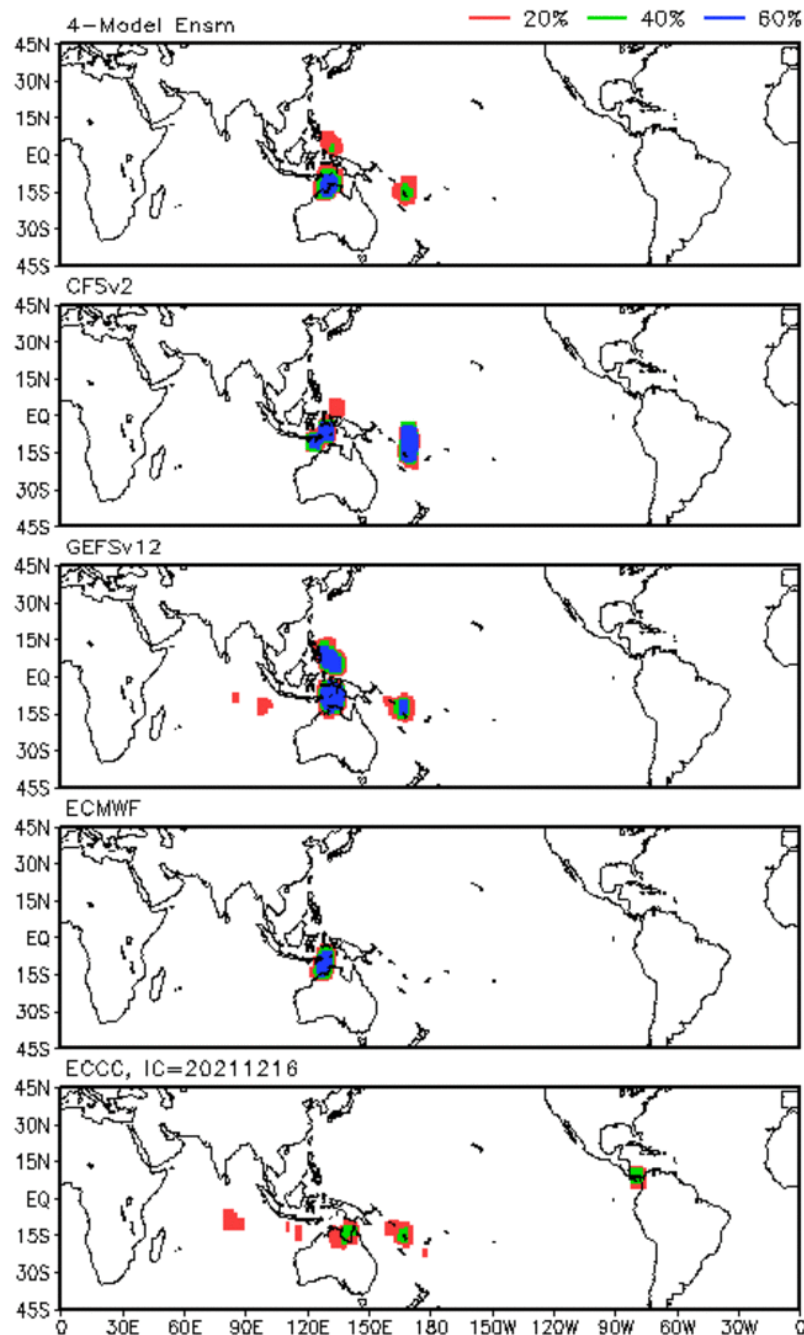 4-Model Ensm 20% 40% 60%
45N
30N
15N
EQ
15S
30S
45S
CFSv2
45N
30N
15N
EQ
15S
30S
45S
GEFSv12
45N
30N
15N
EQ
15S
30S
45S
ECMWF
45N
30N
15N
EQ
15S
30S
45S
ECCC, IC=20211216
45N
30N
15N
EQ
15S
30S
45S
0 30E 60E 90E 120E 150E 180 150W 120W 90W 60W 30W 0